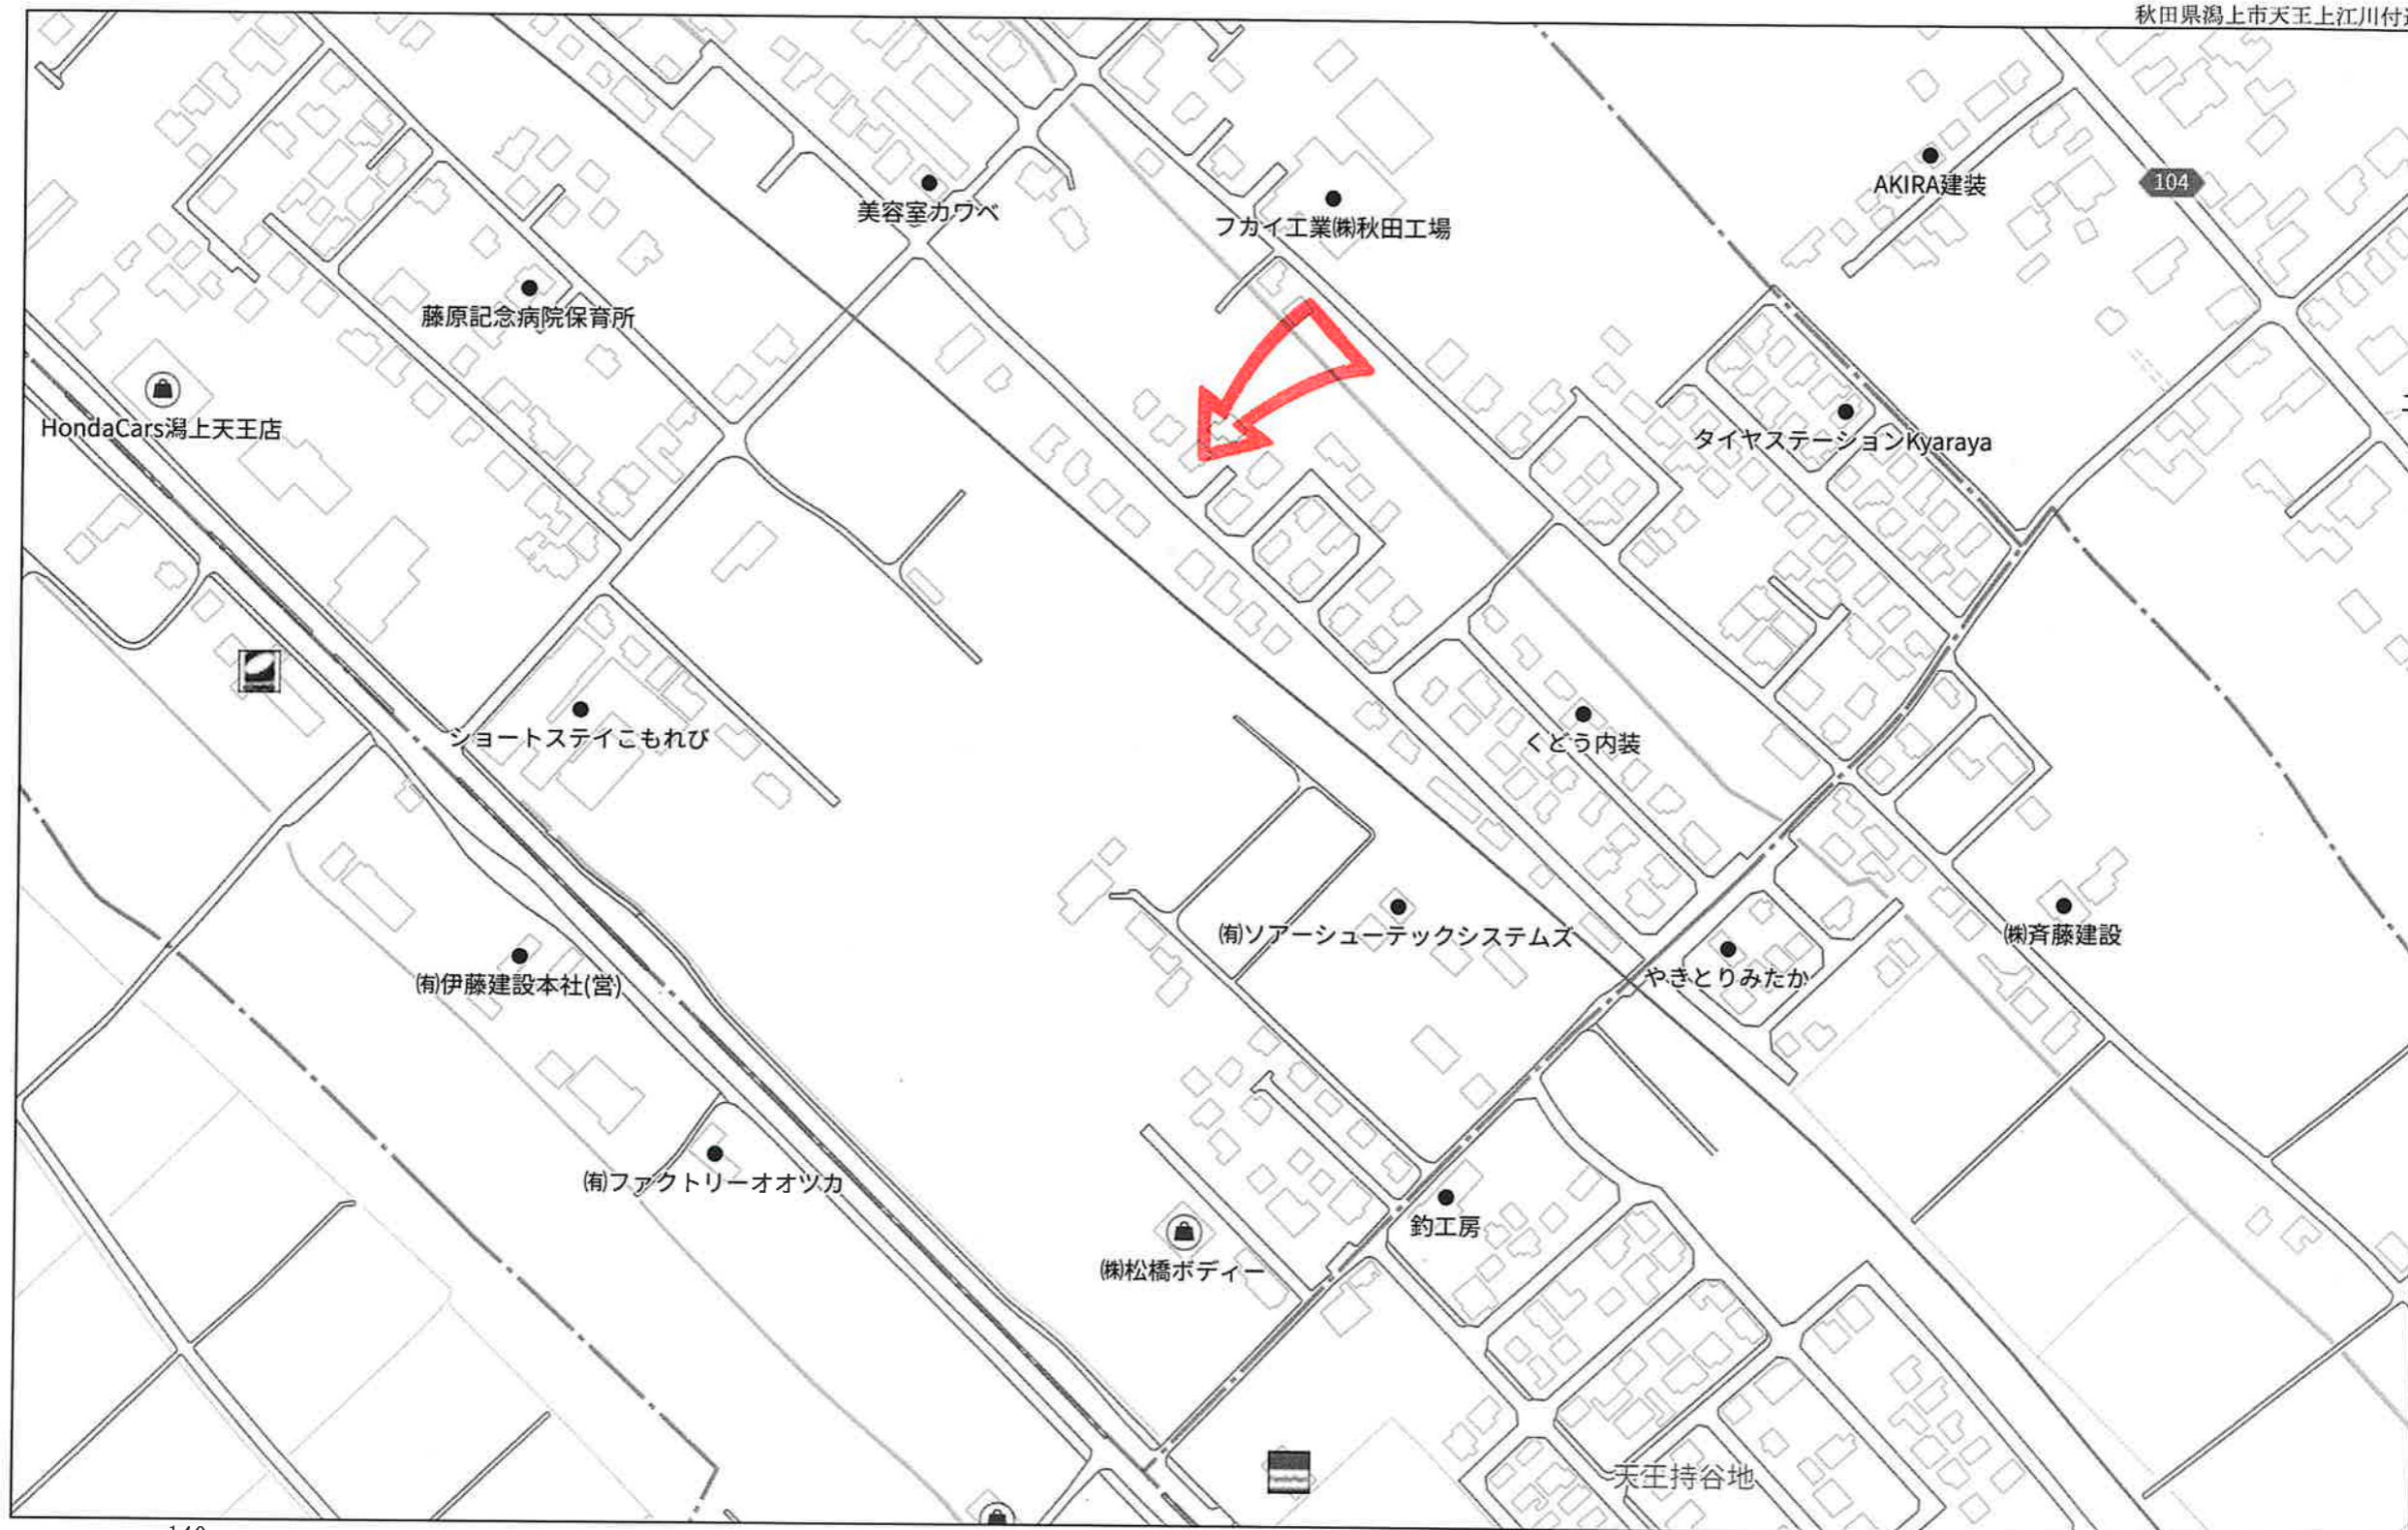 秋田県潟上市天王上江川付
AKIRA建装
104
美容室カワベ
フカイ工業㈱秋田工場
藤原記念病院保育所
HondaCars潟上天王店
タイヤステーションKyaraya
ショートステイこもれび
くどう内装
㈲ソアーシューテックシステムズ
㈱斉藤建設
やきとりみたか
㈲伊藤建設本社(営)
㈲ファクトリーオオツカ
釣工房
㈱松橋ボディー
FamilyMart
天王持谷地